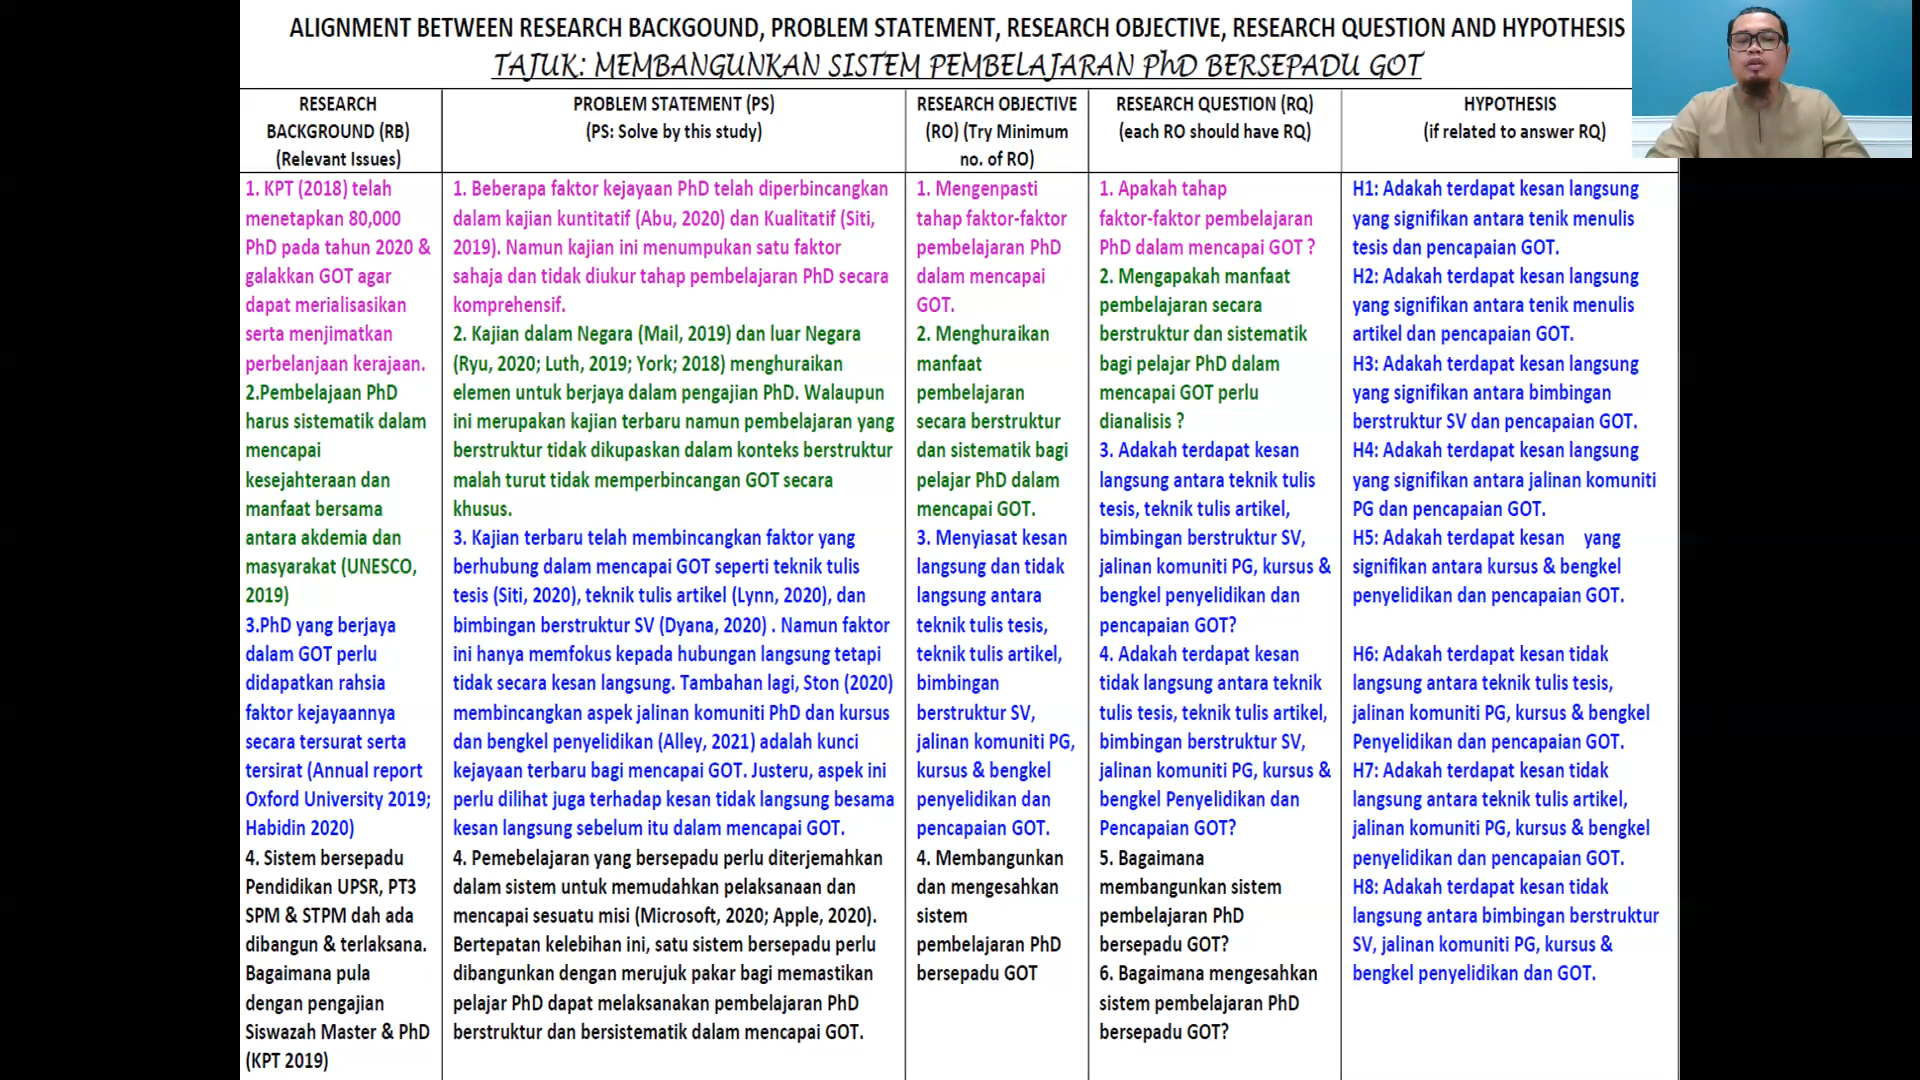 ALIGNMENT BETWEEN RESEARCH BACKGOUND, PROBLEM STATEMENT, RESEARCH OBJECTIVE, RESEARCH QUESTION AND HYPOTHESIS
TAJUK: MEMBANGUNKAN SISTEM PEMBELAJARAN PhD BERSEPADU GOT
RESEARCH
BACKGROUND (RB)
(Relevant Issues)
1. KPT (2018) telah
menetapkan 80,000
PhD pada tahun 2020 &
galakkan GOT agar
dapat merialisasikan
serta menjimatkan
perbelanjaan kerajaan.
2.Pembelajaan PhD
harus sistematik dalam
mencapai
kesejahteraan dan
manfaat bersama
antara akdemia dan
masyarakat (UNESCO,
2019)
3.PhD yang berjaya
dalam GOT perlu
didapatkan rahsia
faktor kejayaannya
secara tersurat serta
tersirat (Annual report
Oxford University 2019;
Habidin 2020)
4. Sistem bersepadu
Pendidikan UPSR, PT3
SPM & STPM dah ada
dibangun & terlaksana.
Bagaimana pula
dengan pengajian
Siswazah Master & PhD
(KPT 2019)
PROBLEM STATEMENT (PS)
(PS: Solve by this study)
1. Beberapa faktor kejayaan PhD telah diperbincangkan
dalam kajian kuntitatif (Abu, 2020) dan Kualitatif (Siti,
2019). Namun kajian ini menumpukan satu faktor
sahaja dan tidak diukur tahap pembelajaran PhD secara
komprehensif.
2. Kajian dalam Negara (Mail, 2019) dan luar Negara
(Ryu, 2020; Luth, 2019; York; 2018) menghuraikan
elemen untuk berjaya dalam pengajian PhD. Walaupun
ini merupakan kajian terbaru namun pembelajaran yang
berstruktur tidak dikupaskan dalam konteks berstruktur
malah turut tidak memperbincangan GOT secara
khusus.
3. Kajian terbaru telah membincangkan faktor yang
berhubung dalam mencapai GOT seperti teknik tulis
tesis (Siti, 2020), teknik tulis artikel (Lynn, 2020), dan
bimbingan berstruktur SV (Dyana, 2020) . Namun faktor
ini hanya memfokus kepada hubungan langsung tetapi
tidak secara kesan langsung. Tambahan lagi, Ston (2020)
membincangkan aspek jalinan komuniti PhD dan kursus
dan bengkel penyelidikan (Alley, 2021) adalah kunci
kejayaan terbaru bagi mencapai GOT. Justeru, aspek ini
perlu dilihat juga terhadap kesan tidak langsung besama
kesan langsung sebelum itu dalam mencapai GOT.
4. Pemebelajaran yang bersepadu perlu diterjemahkan
dalam sistem untuk memudahkan pelaksanaan dan
mencapai sesuatu misi (Microsoft, 2020; Apple, 2020).
Bertepatan kelebihan ini, satu sistem bersepadu perlu
dibangunkan dengan merujuk pakar bagi memastikan
pelajar PhD dapat melaksanakan pembelajaran PhD
berstruktur dan bersistematik dalam mencapai GOT.
RESEARCH OBJECTIVE
(RO) (Try Minimum
no. of RO)
1. Mengenpasti
tahap faktor-faktor
pembelajaran PhD
dalam mencapai
GOT.
2. Menghuraikan
manfaat
pembelajaran
secara berstruktur
dan sistematik bagi
pelajar PhD dalam
mencapai GOT.
3. Menyiasat kesan
langsung dan tidak
langsung antara
teknik tulis tesis,
teknik tulis artikel,
bimbingan
berstruktur SV,
jalinan komuniti PG,
kursus & bengkel
penyelidikan dan
pencapaian GOT.
4. Membangunkan
dan mengesahkan
sistem
pembelajaran PhD
bersepadu GOT
RESEARCH QUESTION (RQ)
(each RO should have RQ)
1. Apakah tahap
faktor-faktor pembelajaran
PhD dalam mencapai GOT ?
2. Mengapakah manfaat
pembelajaran secara
berstruktur dan sistematik
bagi pelajar PhD dalam
mencapai GOT perlu
dianalisis ?
3. Adakah terdapat kesan
langsung antara teknik tulis
tesis, teknik tulis artikel,
bimbingan berstruktur SV,
jalinan komuniti PG, kursus &
bengkel penyelidikan dan
pencapaian GOT?
4. Adakah terdapat kesan
tidak langsung antara teknik
tulis tesis, teknik tulis artikel,
bimbingan berstruktur SV,
jalinan komuniti PG, kursus &
bengkel Penyelidikan dan
Pencapaian GOT?
5. Bagaimana
membangunkan sistem
pembelajaran PhD
bersepadu GOT?
6. Bagaimana mengesahkan
sistem pembelajaran PhD
bersepadu GOT?
HYPOTHESIS
(if related to answer RQ)
H1: Adakah terdapat kesan langsung
yang signifikan antara tenik menulis
tesis dan pencapaian GOT.
H2: Adakah terdapat kesan langsung
yang signifikan antara tenik menulis
artikel dan pencapaian GOT.
H3: Adakah terdapat kesan langsung
yang signifikan antara bimbingan
berstruktur SV dan pencapaian GOT.
H4: Adakah terdapat kesan langsung
yang signifikan antara jalinan komuniti
PG dan pencapaian GOT.
H5: Adakah terdapat kesan yang
signifikan antara kursus & bengkel
penyelidikan dan pencapaian GOT.
H6: Adakah terdapat kesan tidak
langsung antara teknik tulis tesis,
jalinan komuniti PG, kursus & bengkel
Penyelidikan dan pencapaian GOT.
H7: Adakah terdapat kesan tidak
langsung antara teknik tulis artikel,
jalinan komuniti PG, kursus & bengkel
penyelidikan dan pencapaian GOT.
H8: Adakah terdapat kesan tidak
langsung antara bimbingan berstruktur
SV, jalinan komuniti PG, kursus &
bengkel penyelidikan dan GOT.